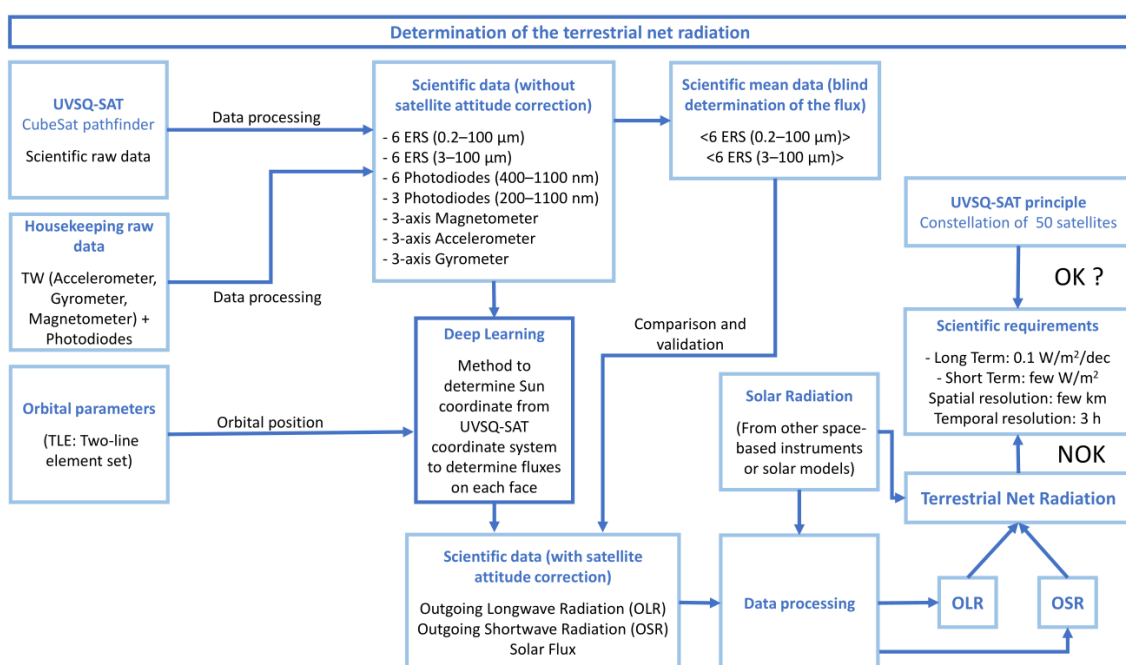 Determination of the terrestrial net radiation
UVSQ-SAT
CubeSat pathfinder
Scientific raw data
Data processing
Housekeeping raw
data
TW (Accelerometer,
Gyrometer,
Magnetometer) +
Photodiodes
Data processing
Orbital parameters
(TLE: Two-line
element set)
Orbital position
Scientific data (without
satellite attitude correction)
- 6 ERS (0.2–100 µm)
- 6 ERS (3–100 µm)
- 6 Photodiodes (400–1100 nm)
- 3 Photodiodes (200–1100 nm)
- 3-axis Magnetometer
- 3-axis Accelerometer
- 3-axis Gyrometer
Deep Learning
Method to
determine Sun
coordinate from
UVSQ-SAT
coordinate system
to determine fluxes
on each face
Scientific mean data (blind
determination of the flux)
<6 ERS (0.2–100 µm)>
<6 ERS (3–100 µm)>
Comparison and
validation
Scientific data (with satellite
attitude correction)
Outgoing Longwave Radiation (OLR)
Outgoing Shortwave Radiation (OSR)
Solar Flux
Solar Radiation
(From other space-
based instruments
or solar models)
Data processing
UVSQ-SAT principle
Constellation of 50 satellites
OK ?
Scientific requirements
- Long Term: 0.1 W/m²/dec
- Short Term: few W/m²
Spatial resolution: few km
Temporal resolution: 3 h
NOK
Terrestrial Net Radiation
OLR
OSR